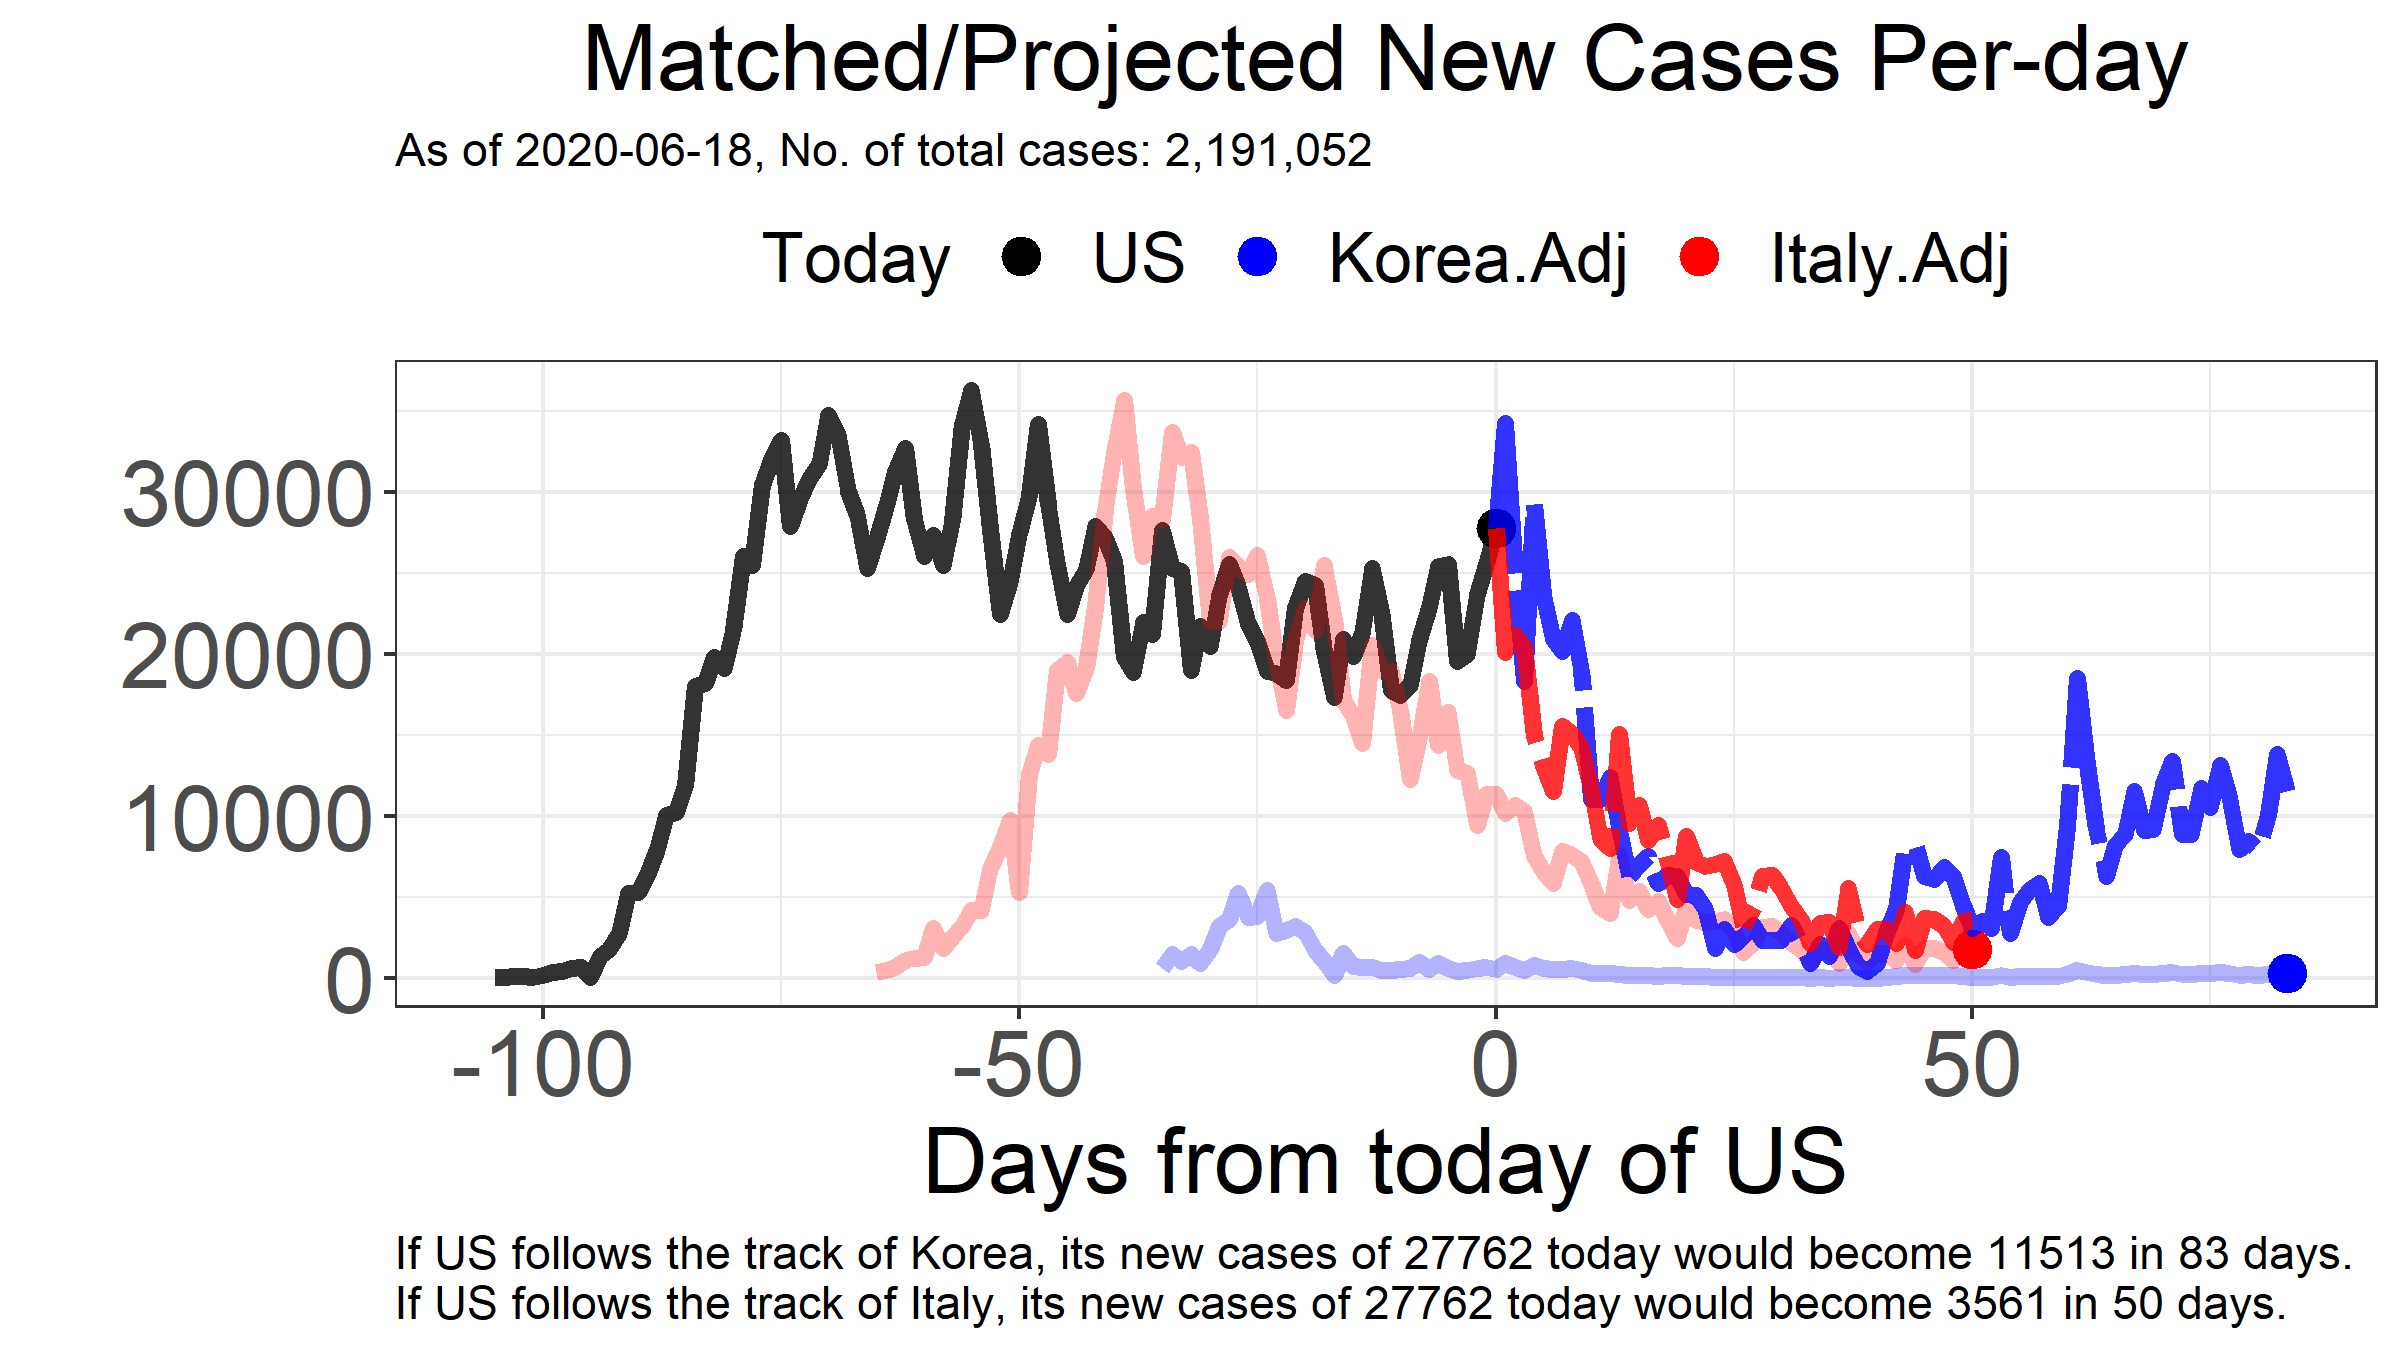 Matched/Projected New Cases Per-day
As of 2020-06-18, No. of total cases: 2,191,052
Today US Korea.Adj Italy.Adj
30000
20000
10000
0
-100 -50 0 50
Days from today of US
If US follows the track of Korea, its new cases of 27762 today would become 11513 in 83 days.
If US follows the track of Italy, its new cases of 27762 today would become 3561 in 50 days.